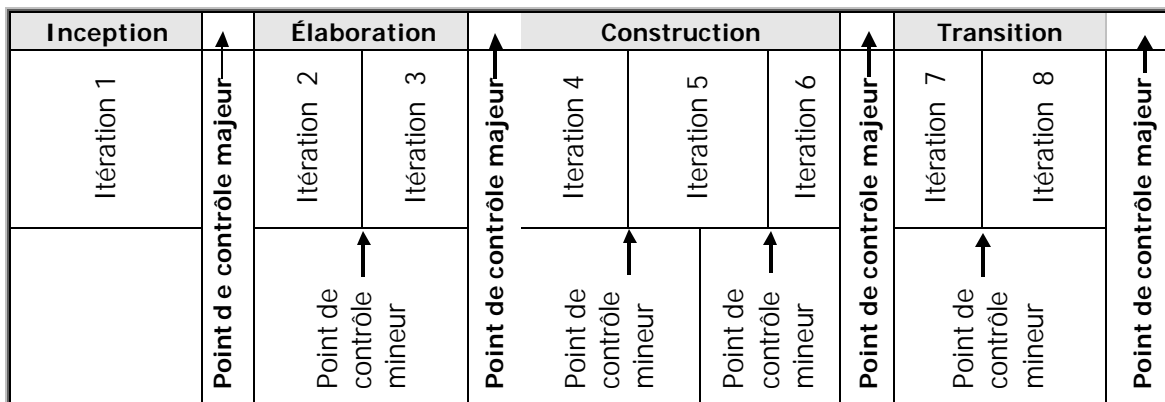 Inception
Élaboration
Construction
Transition
Itération 1
Point d e contrôle majeur
Itération 2
Itération 3
Point de contrôle majeur
Iteration 4
Iteration 5
Itération 6
Point de contrôle majeur
Itération 7
Itération 8
Point de contrôle majeur
Point de
contrôle
mineur
Point de
contrôle
mineur
Point de
contrôle
mineur
Point de
contrôle
mineur